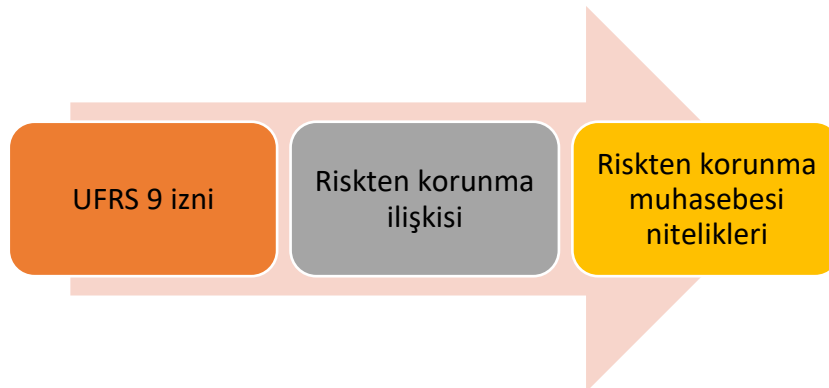 UFRS 9 izni
Riskten korunma
ilişkisi
Riskten korunma
muhasebesi
nitelikleri